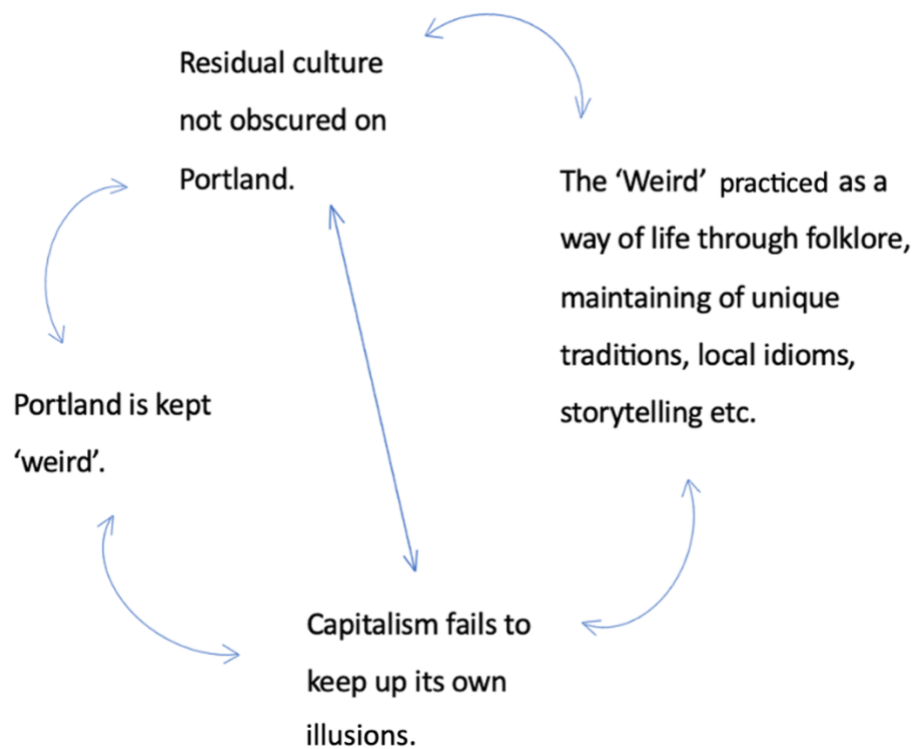 Residual culture
not obscured on
Portland.
The ‘Weird’ practiced as a
way of life through folklore,
maintaining of unique
traditions, local idioms,
storytelling etc.
Portland is kept
‘weird’.
Capitalism fails to
keep up its own
illusions.